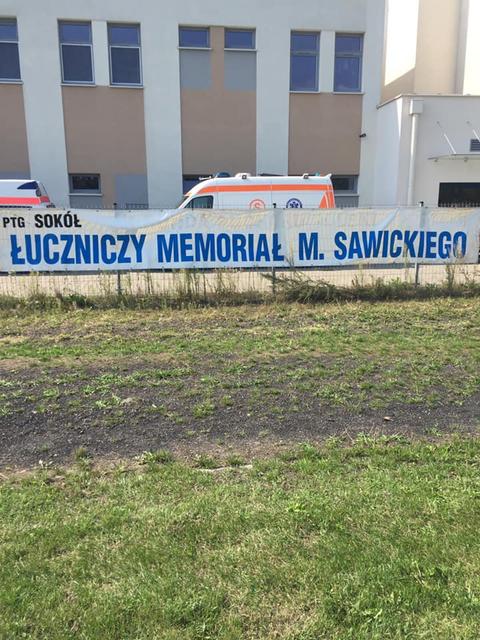 PTG SOKÓŁ
ŁUCZNICZY MEMORIAŁ M. SAWICKIEGO